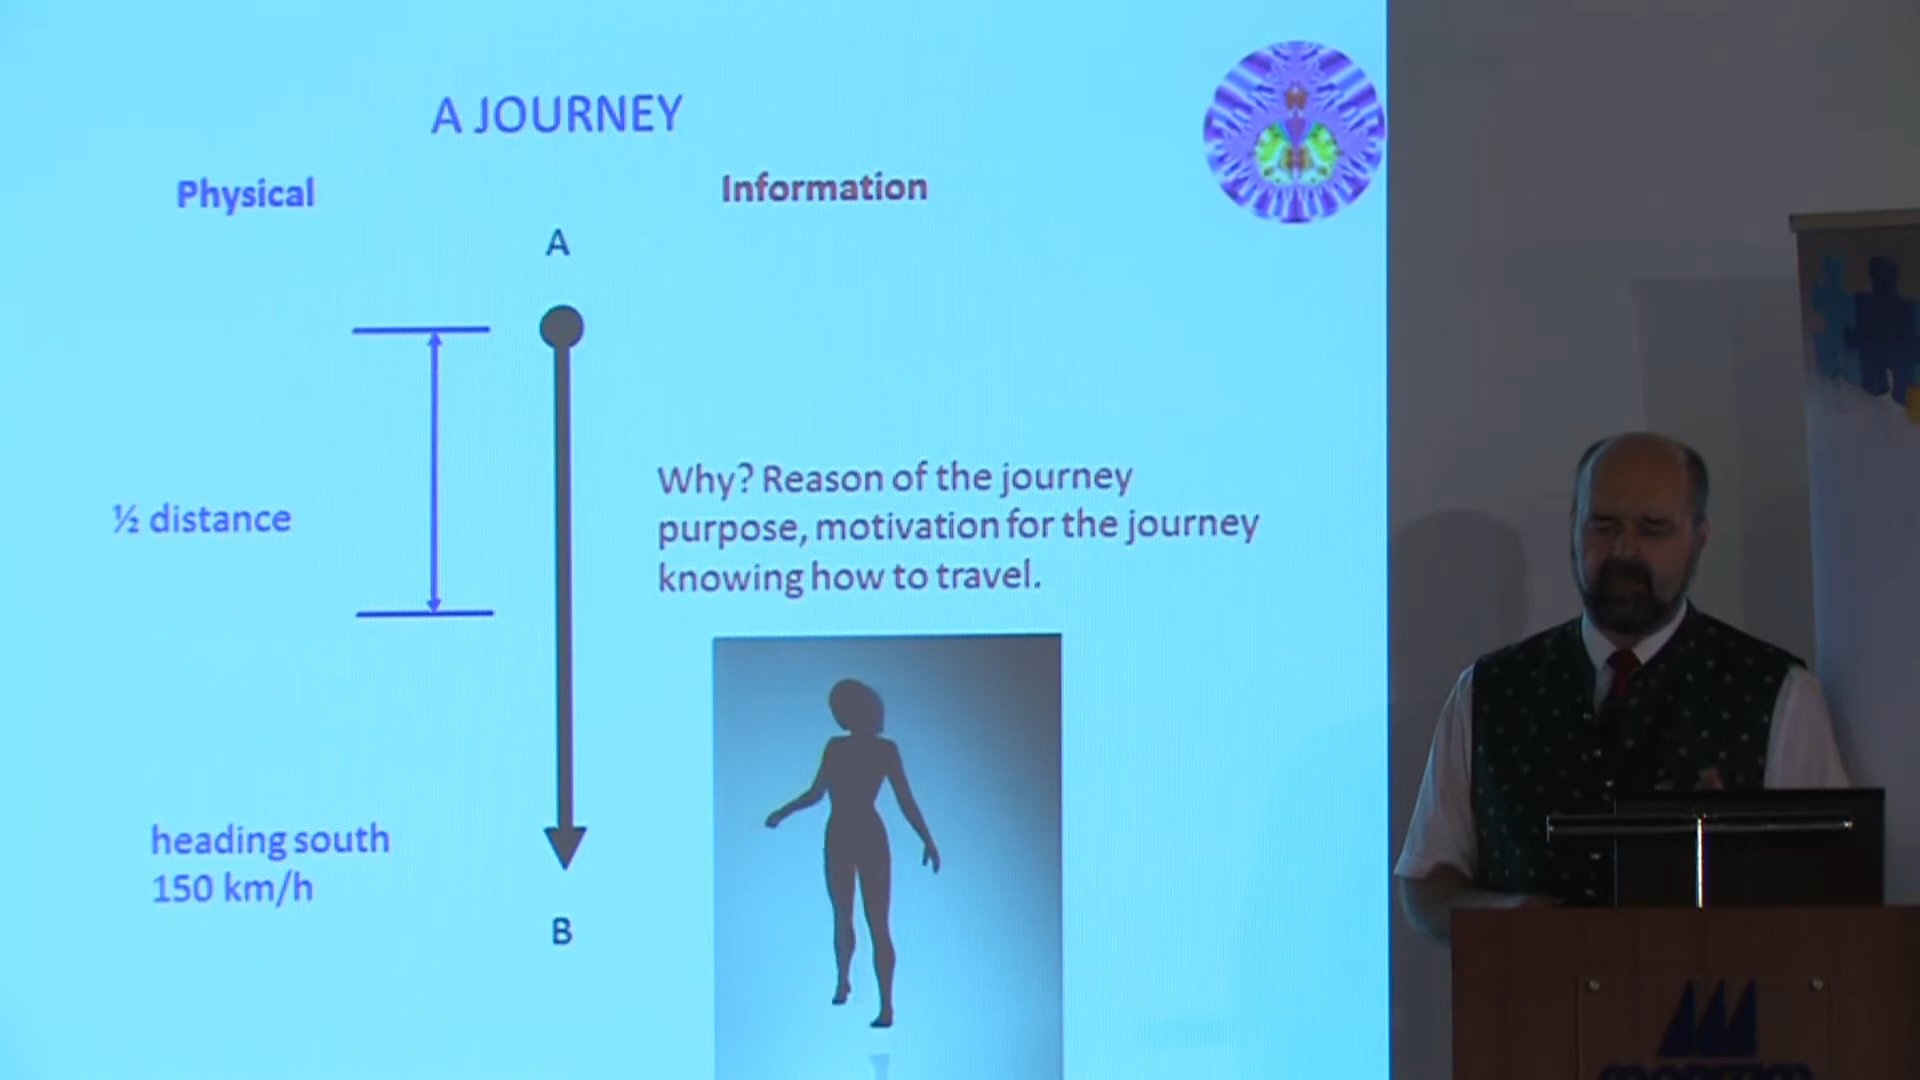 A JOURNEY
Physical
Information
A
½ distance
Why? Reason of the journey
purpose, motivation for the journey
knowing how to travel.
heading south
150 km/h
B